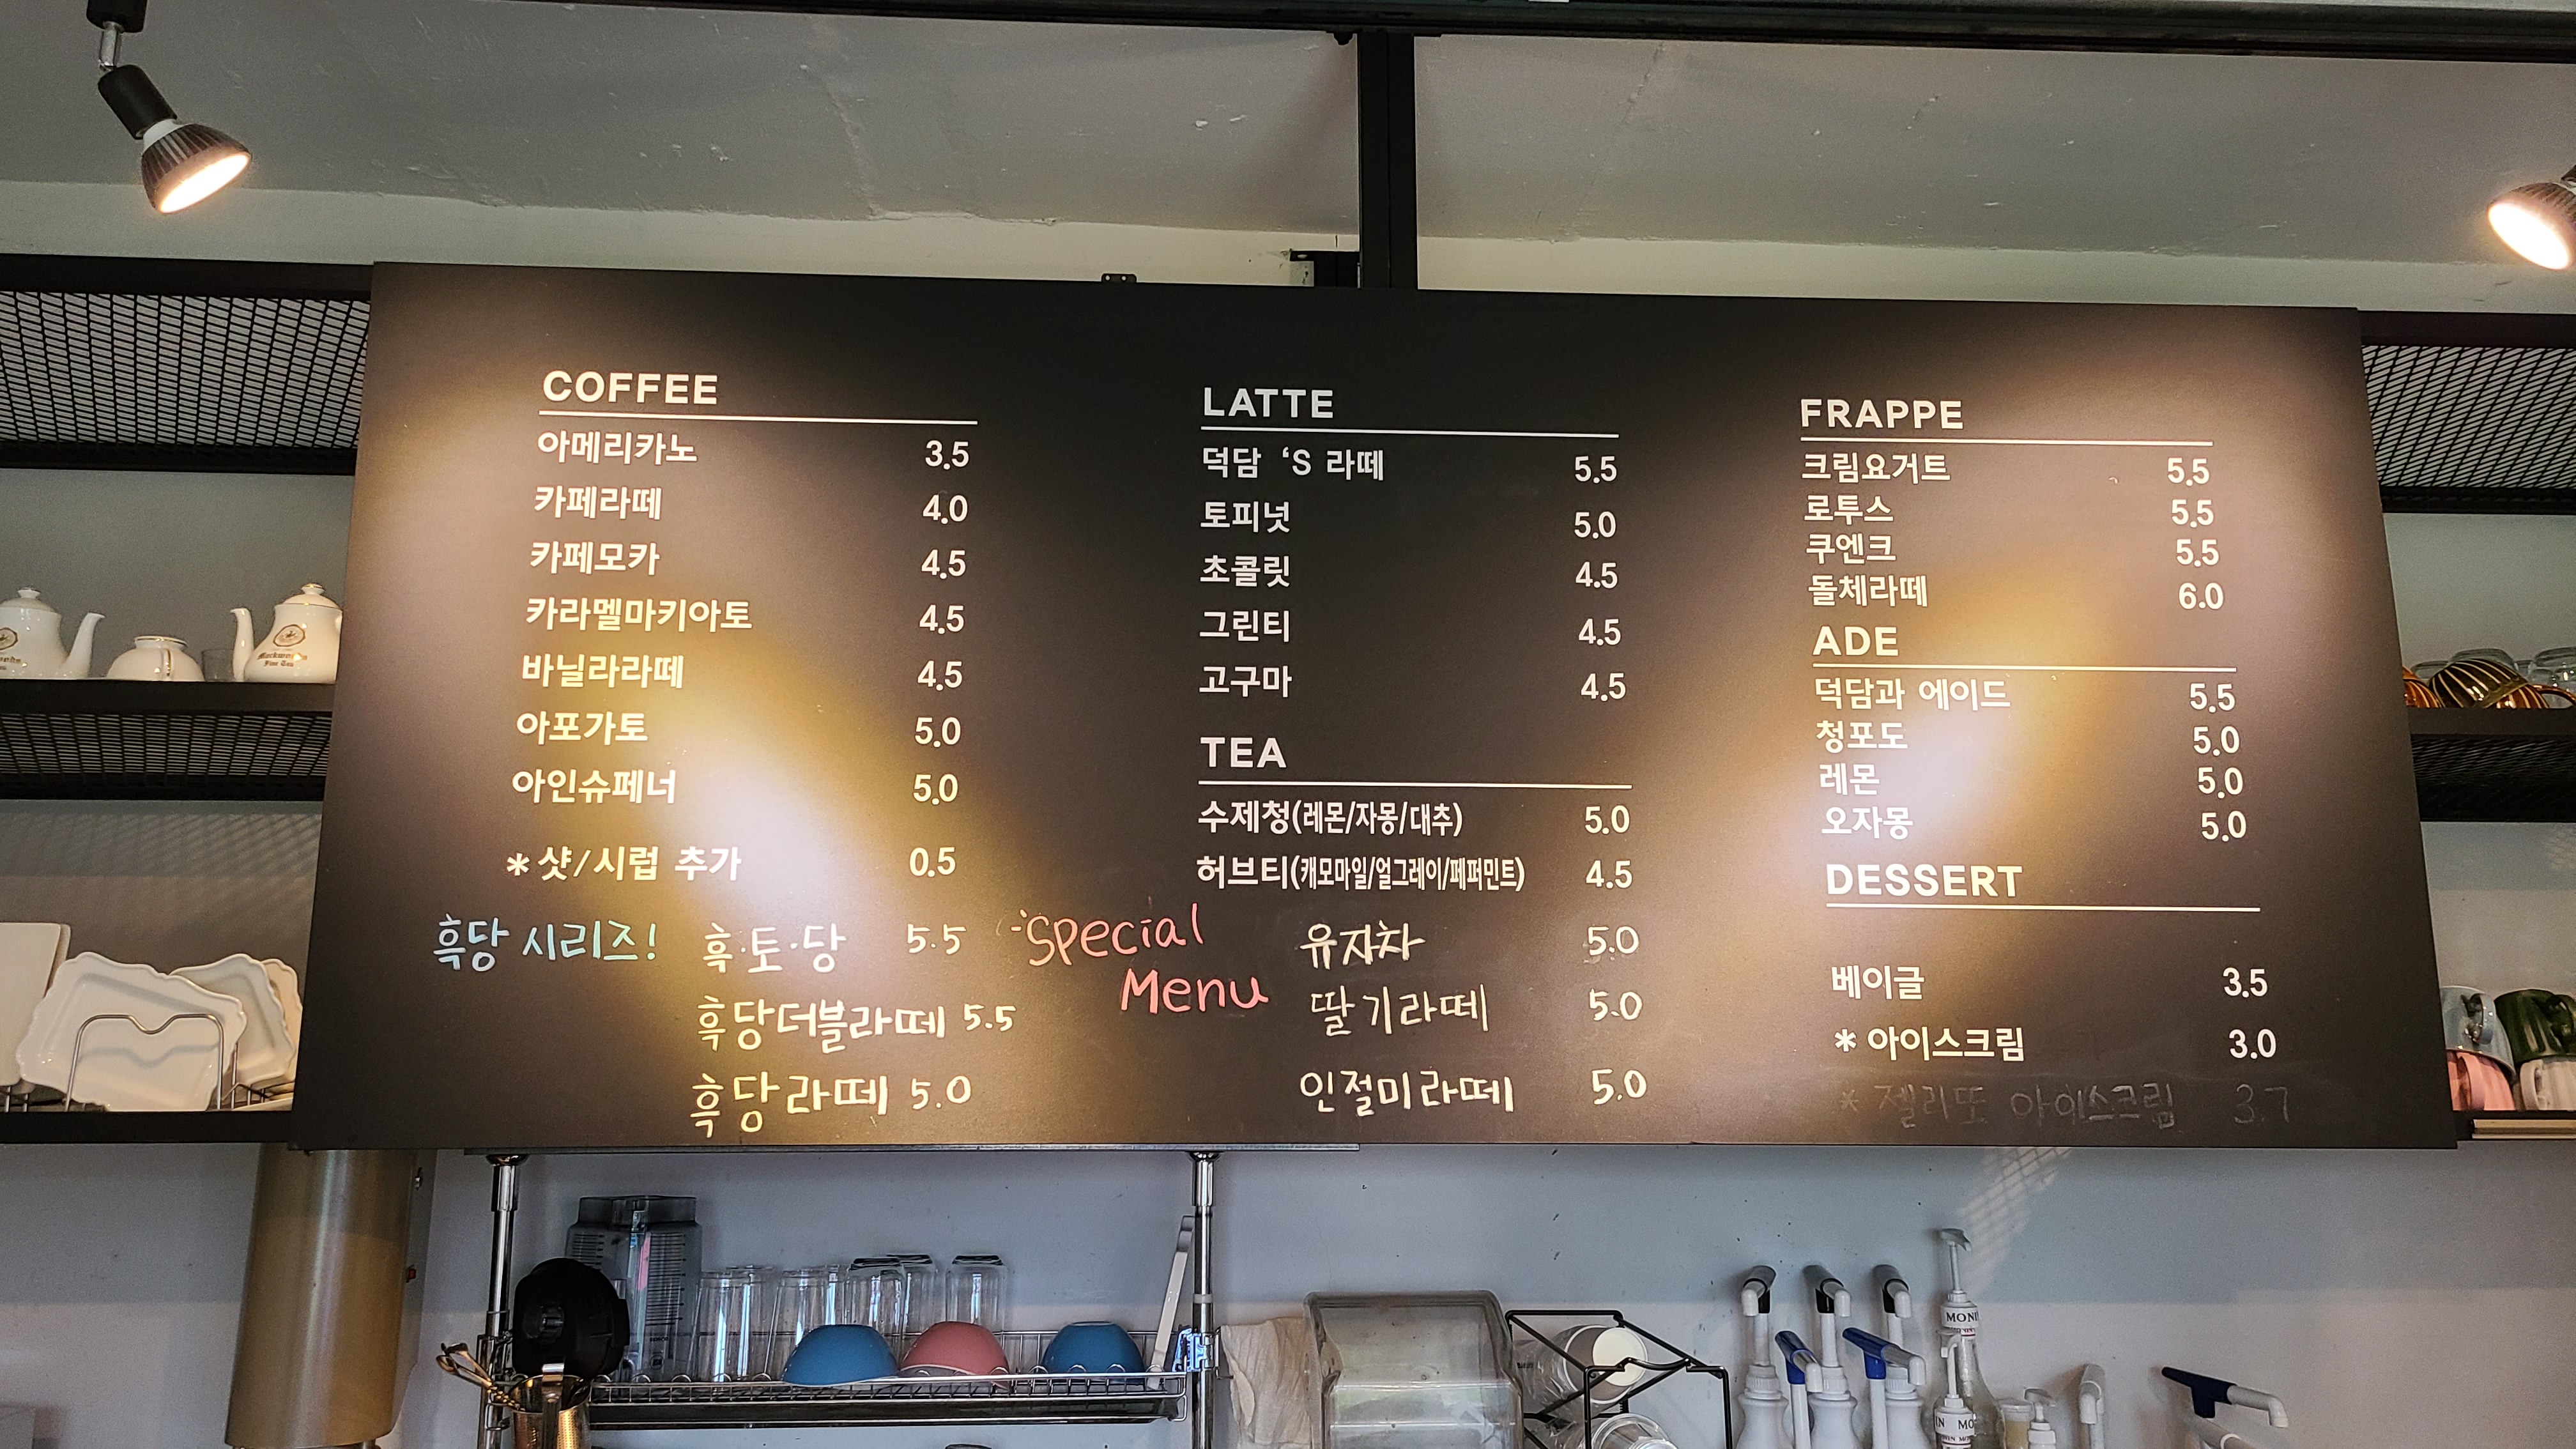 COFFEE
아메리카노 3.5
카페라떼 4.0
카페모카 4.5
카라멜마키아토 4.5
바닐라라떼 4.5
아포가토 5.0
아인슈페너 5.0
*샷/시럽 추가 0.5
흑당 시리즈! 흑·토·당 5.5
흑당더블라떼 5.5
흑당라떼 5.0
LATTE
덕담 ‘S 라떼 5.5
토피넛 5.0
초콜릿 4.5
그린티 4.5
고구마 4.5
TEA
수제청(레몬/자몽/대추) 5.0
허브티(캐모마일/얼그레이/페퍼민트) 4.5
Special
Menu
유자차 5.0
딸기라떼 5.0
인절미라떼 5.0
FRAPPE
크림요거트 5.5
로투스 5.5
쿠엔크 5.5
돌체라떼 6.0
ADE
덕담과 에이드 5.5
청포도 5.0
레몬 5.0
오자몽 5.0
DESSERT
베이글 3.5
* 아이스크림 3.0
* 젤리또 아이스크림 3.7
MONI